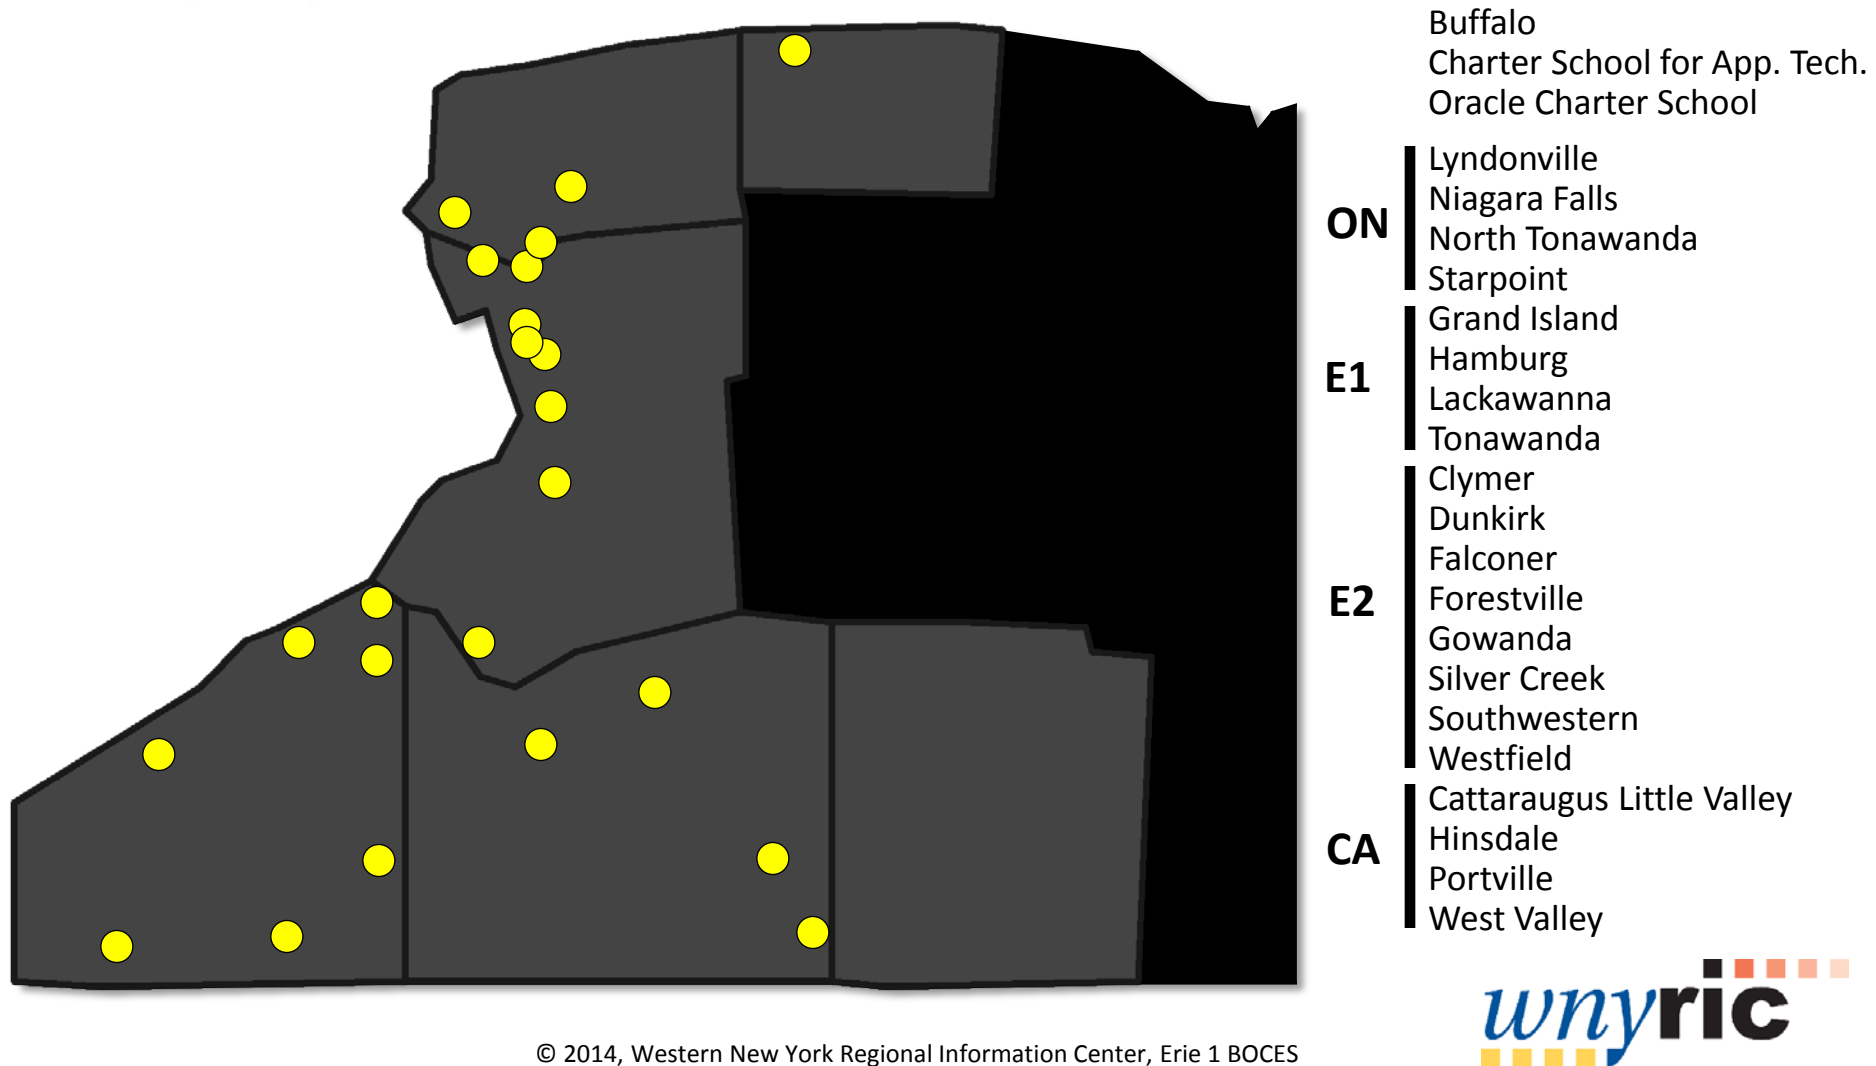 Buffalo
Charter School for App. Tech.
Oracle Charter School
ON
Lyndonville
Niagara Falls
North Tonawanda
Starpoint
E1
Grand Island
Hamburg
Lackawanna
Tonawanda
E2
Clymer
Dunkirk
Falconer
Forestville
Gowanda
Silver Creek
Southwestern
Westfield
CA
Cattaraugus Little Valley
Hinsdale
Portville
West Valley
wnyric
© 2014, Western New York Regional Information Center, Erie 1 BOCES